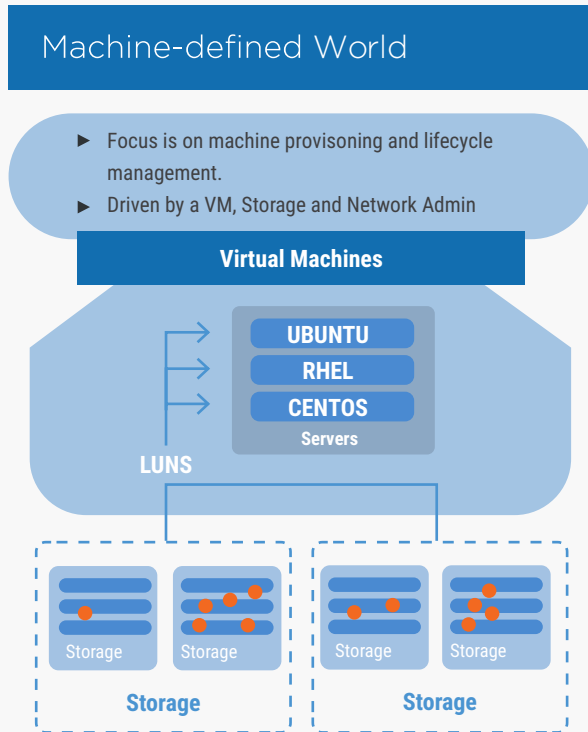 Machine-defined World
▶ Focus is on machine provisoning and lifecycle
management.
▶ Driven by a VM, Storage and Network Admin
Virtual Machines
UBUNTU
RHEL
CENTOS
Servers
LUNS
Storage
Storage
Storage
Storage
Storage
Storage